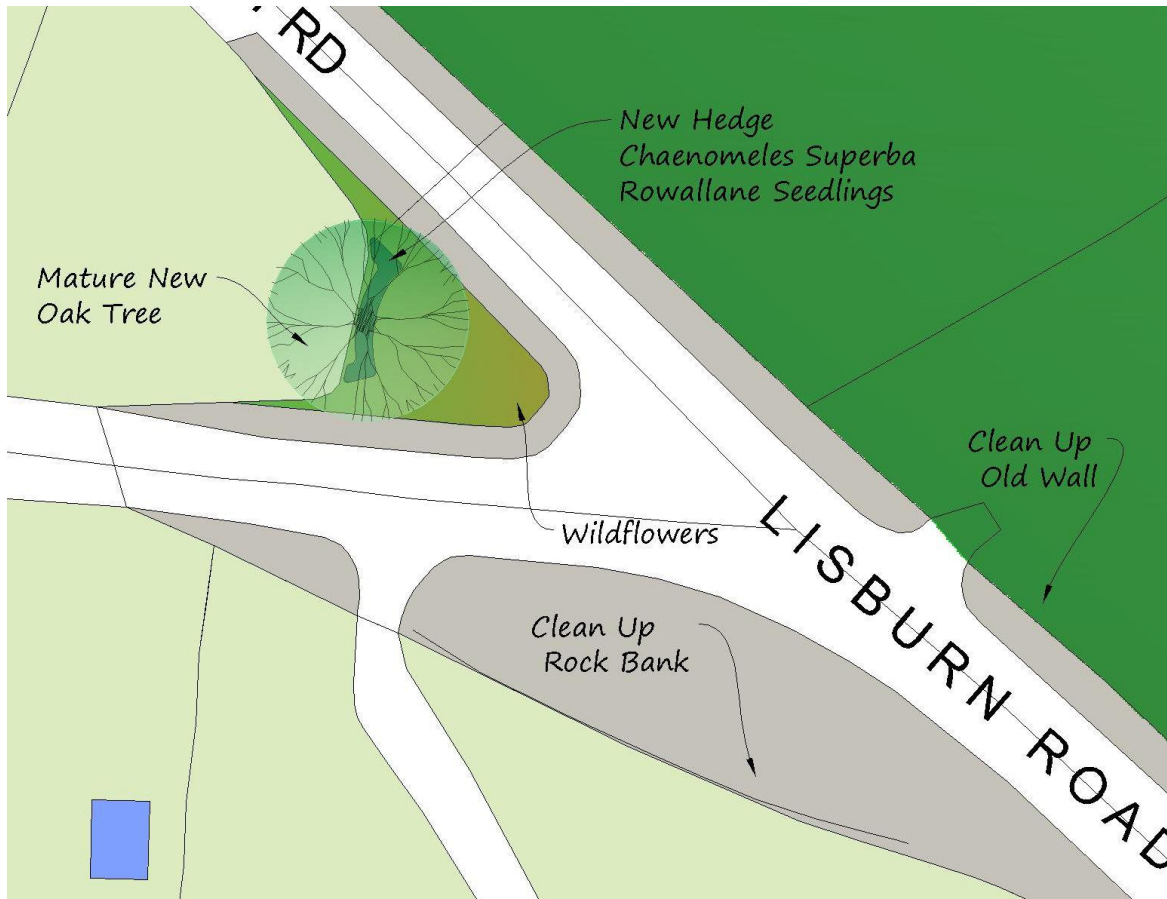 RD
New Hedge
Chaenomeles Superba
Rowallane Seedlings
Mature New
Oak Tree
Clean Up
Old Wall
Wildflowers
LISBURN ROAD
Clean Up
Rock Bank